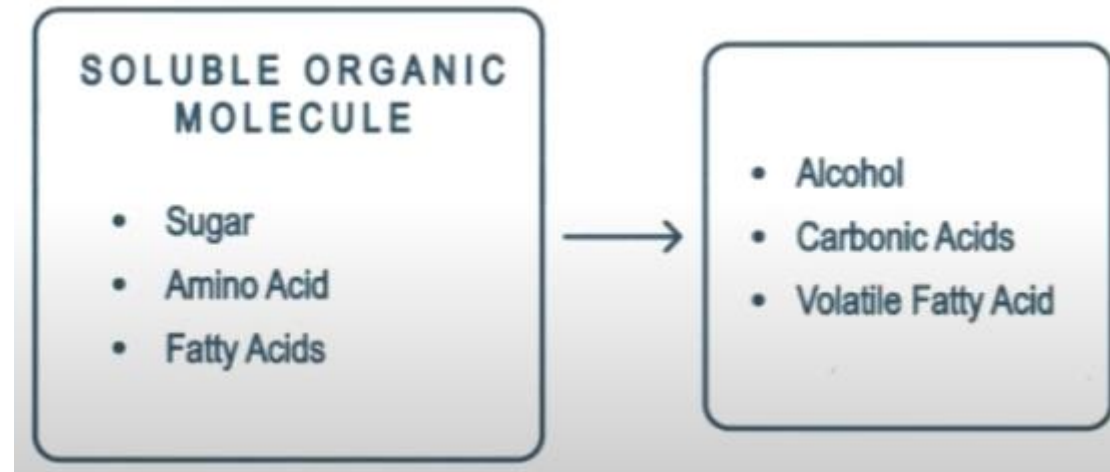 SOLUBLE ORGANIC
MOLECULE
• Sugar
• Amino Acid
• Fatty Acids
• Alcohol
• Carbonic Acids
• Volatile Fatty Acid